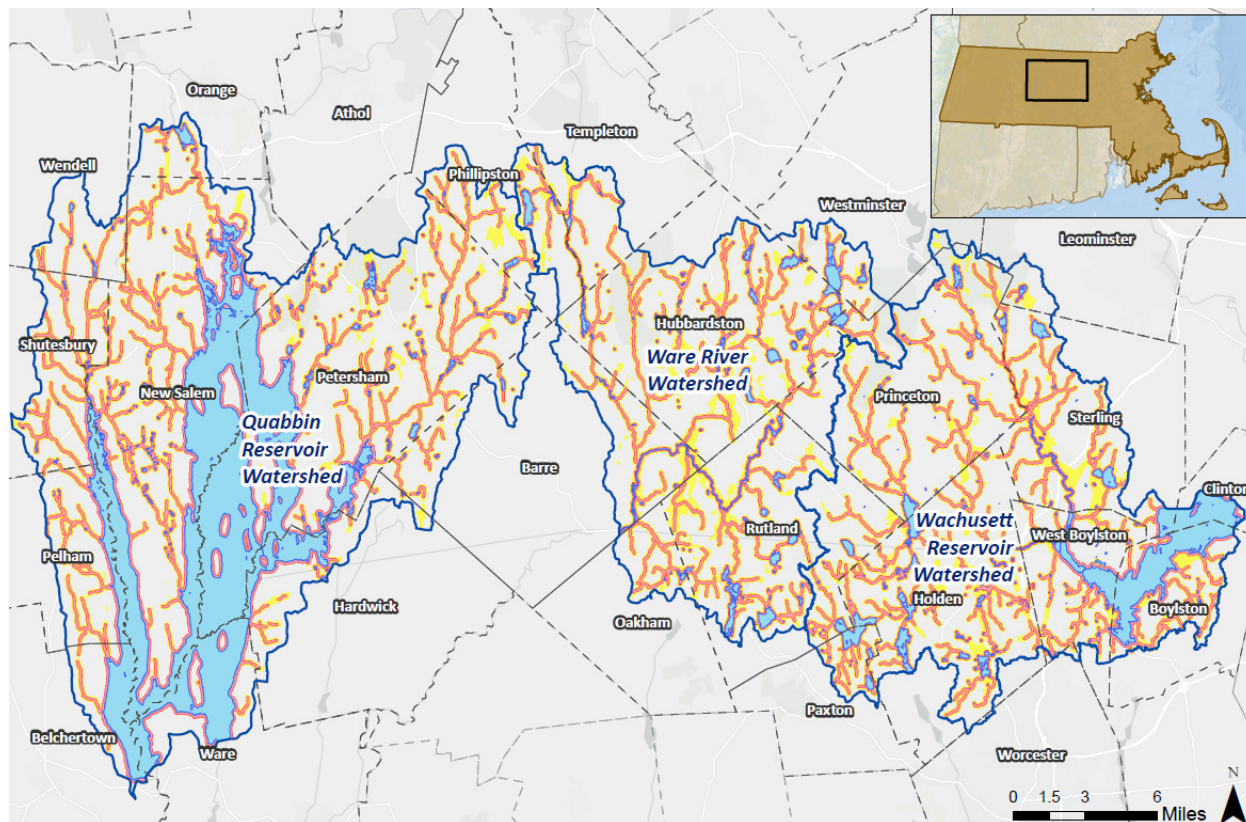 Orange
Athol
Templeton
Wendell
Phillipston
Westminster
Leominster
Shutesbury
Hubbardston
Ware River
Watershed
New Salem
Petersham
Princeton
Sterling
Quabbin
Reservoir
Watershed
Barre
Clinton
Rutland
Wachusett
Reservoir
Watershed
West Boylston
Pelham
Hardwick
Holden
Boylston
Oakham
Paxton
Belchertown
Ware
Worcester
N
0 1.5 3 6
Miles